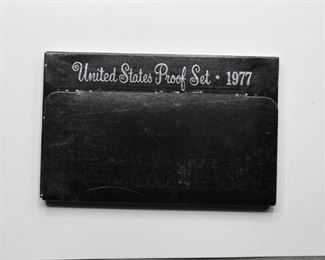 United States Proof Set • 1977